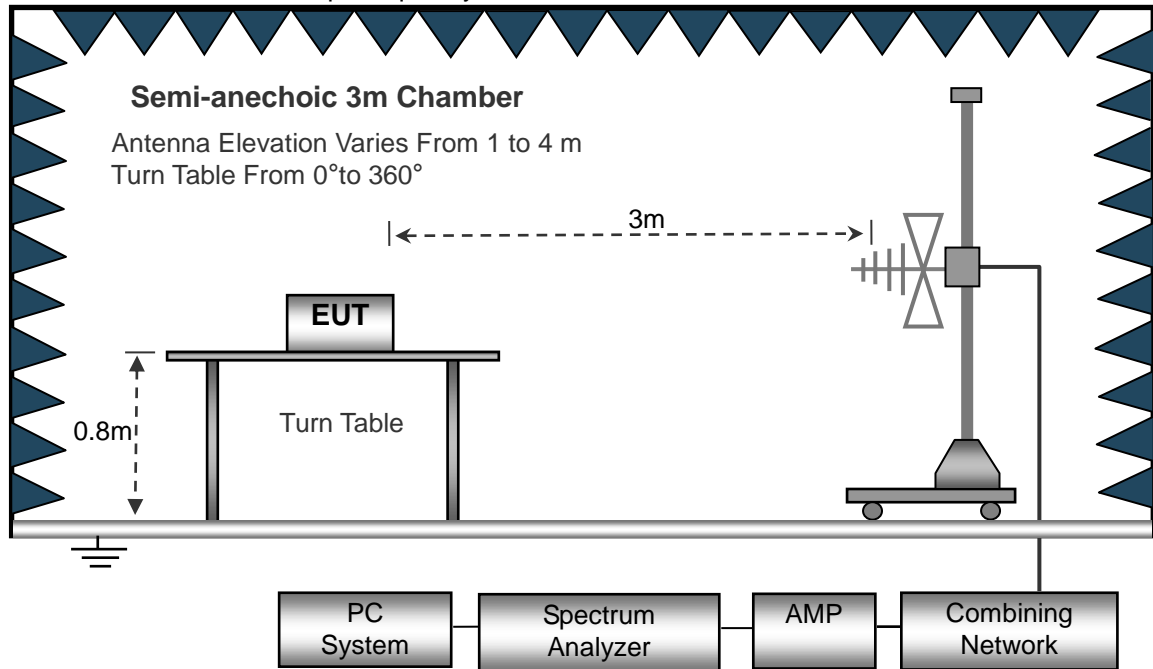 Semi-anechoic 3m Chamber
Antenna Elevation Varies From 1 to 4 m
Turn Table From 0°to 360°
3m
EUT
0.8m
Turn Table
PC
System
Spectrum
Analyzer
AMP
Combining
Network